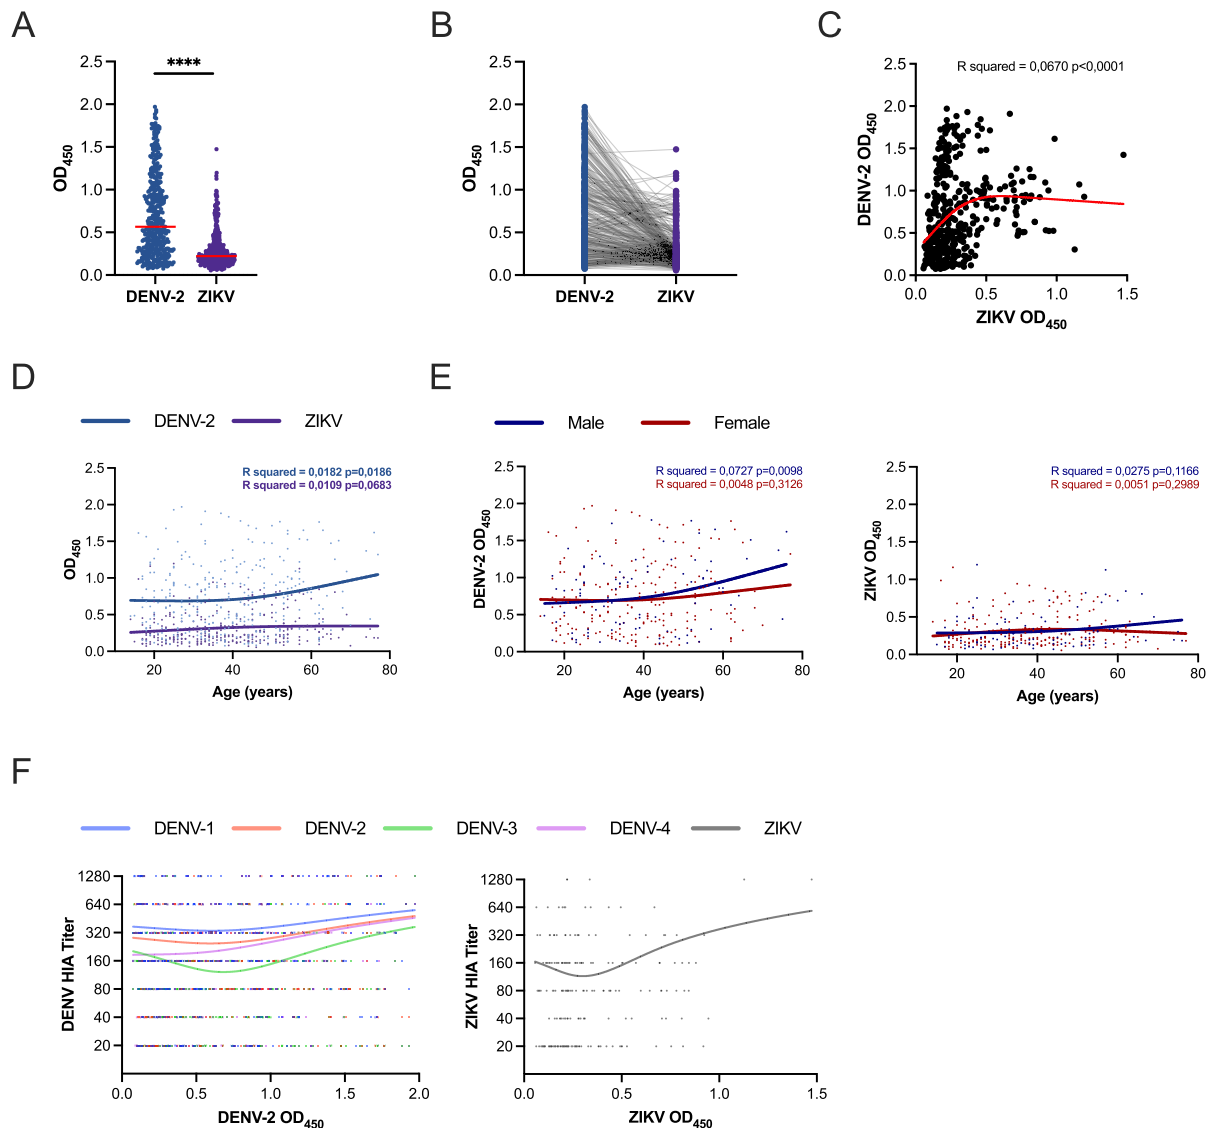 A
B
C
2.5
2.0
1.5
1.0
0.5
0.0
OD450
****
DENV-2
ZIKV
2.5
2.0
1.5
1.0
0.5
0.0
OD450
DENV-2
ZIKV
R squared = 0,0670 p<0,0001
2.5
2.0
1.5
1.0
0.5
0.0
DENV-2 OD450
0.0
0.5
1.0
1.5
ZIKV OD450
D
E
DENV-2
ZIKV
R squared = 0,0182 p=0,0186
R squared = 0,0109 p=0,0683
2.5
2.0
1.5
1.0
0.5
0.0
OD450
20
40
60
80
Age (years)
Male
Female
R squared = 0,0727 p=0,0098
R squared = 0,0048 p=0,3126
2.5
2.0
1.5
1.0
0.5
0.0
DENV-2 OD450
20
40
60
80
Age (years)
R squared = 0,0275 p=0,1166
R squared = 0,0051 p=0,2989
2.5
2.0
1.5
1.0
0.5
0.0
ZIKV OD450
20
40
60
80
Age (years)
F
DENV-1
DENV-2
DENV-3
DENV-4
ZIKV
1280
640
320
160
80
40
20
DENV HIA Titer
0.0
0.5
1.0
1.5
2.0
DENV-2 OD450
1280
640
320
160
80
40
20
ZIKV HIA Titer
0.0
0.5
1.0
1.5
ZIKV OD450